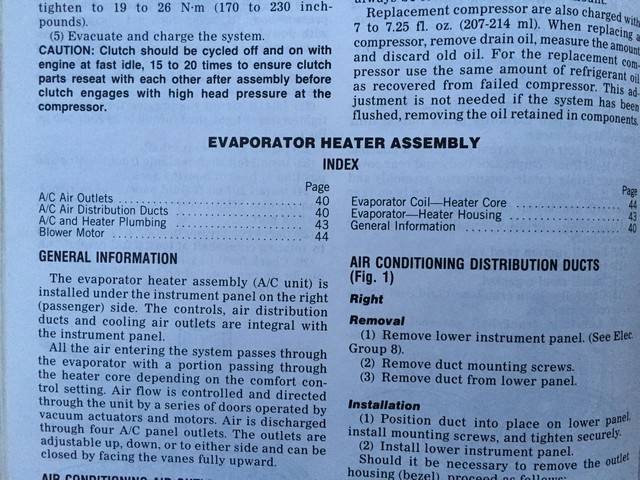 tighten to 19 to 26 N·m (170 to 230 inch-
pounds).
(5) Evacuate and charge the system.
CAUTION: Clutch should be cycled off and on with
engine at fast idle, 15 to 20 times to ensure clutch
parts reseat with each other after assembly before
clutch engages with high head pressure at the
compressor.
Replacement compressor are also charged with
7 to 7.25 fl. oz. (207-214 ml). When replacing a
compressor, remove drain oil, measure the amount
and discard old oil. For the replacement com-
pressor use the same amount of refrigerant oil
as recovered from failed compressor. This ad-
justment is not needed if the system has been
flushed, removing the oil retained in components.
EVAPORATOR HEATER ASSEMBLY
INDEX
Page
A/C Air Outlets 40
A/C Air Distribution Ducts 40
A/C and Heater Plumbing 43
Blower Motor 44
Page
Evaporator Coil—Heater Core 44
Evaporator—Heater Housing 43
General Information 40
GENERAL INFORMATION
The evaporator heater assembly (A/C unit) is
installed under the instrument panel on the right
(passenger) side. The controls, air distribution
ducts and cooling air outlets are integral with
the instrument panel.
All the air entering the system passes through
the evaporator with a portion passing through
the heater core depending on the comfort con-
trol setting. Air flow is controlled and directed
through the unit by a series of doors operated by
vacuum actuators and motors. Air is discharged
through four A/C panel outlets. The outlets are
adjustable up, down, or to either side and can be
closed by facing the vanes fully upward.
AIR CONDITIONING DISTRIBUTION DUCTS
(Fig. 1)
Right
Removal
(1) Remove lower instrument panel. (See Elec.
Group 8).
(2) Remove duct mounting screws.
(3) Remove duct from lower panel.
Installation
(1) Position duct into place on lower panel,
install mounting screws, and tighten securely.
(2) Install lower instrument panel.
Should it be necessary to remove the outlet
housing (bezel) proceed as follows: